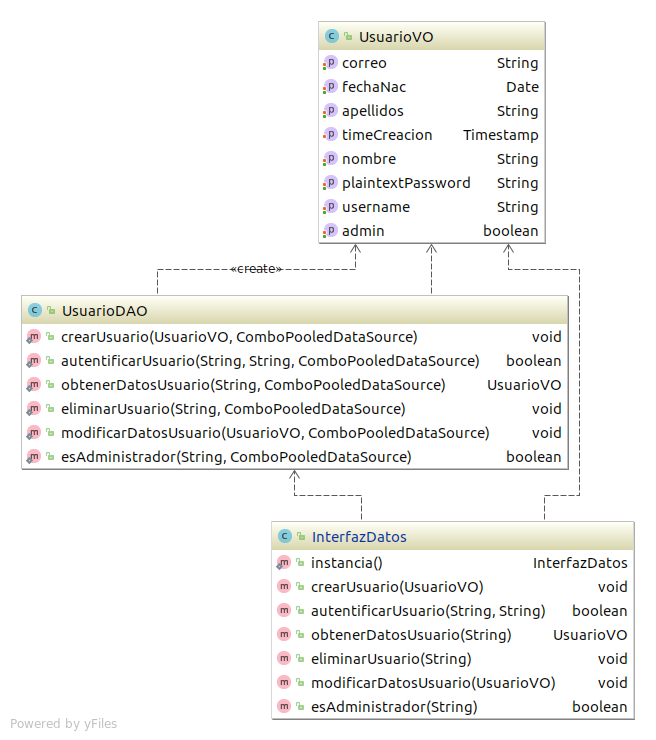 UsuarioVO
correo String
fechaNac Date
apellidos String
timeCreacion Timestamp
nombre String
plaintextPassword String
username String
admin boolean
«create»
UsuarioDAO
crearUsuario(UsuarioVO, ComboPooledDataSource) void
autentificarUsuario(String, String, ComboPooledDataSource) boolean
obtenerDatosUsuario(String, ComboPooledDataSource) UsuarioVO
eliminarUsuario(String, ComboPooledDataSource) void
modificarDatosUsuario(UsuarioVO, ComboPooledDataSource) void
esAdministrador(String, ComboPooledDataSource) boolean
InterfazDatos
instancia() InterfazDatos
crearUsuario(UsuarioVO) void
autentificarUsuario(String, String) boolean
obtenerDatosUsuario(String) UsuarioVO
eliminarUsuario(String) void
modificarDatosUsuario(UsuarioVO) void
esAdministrador(String) boolean
Powered by yFiles